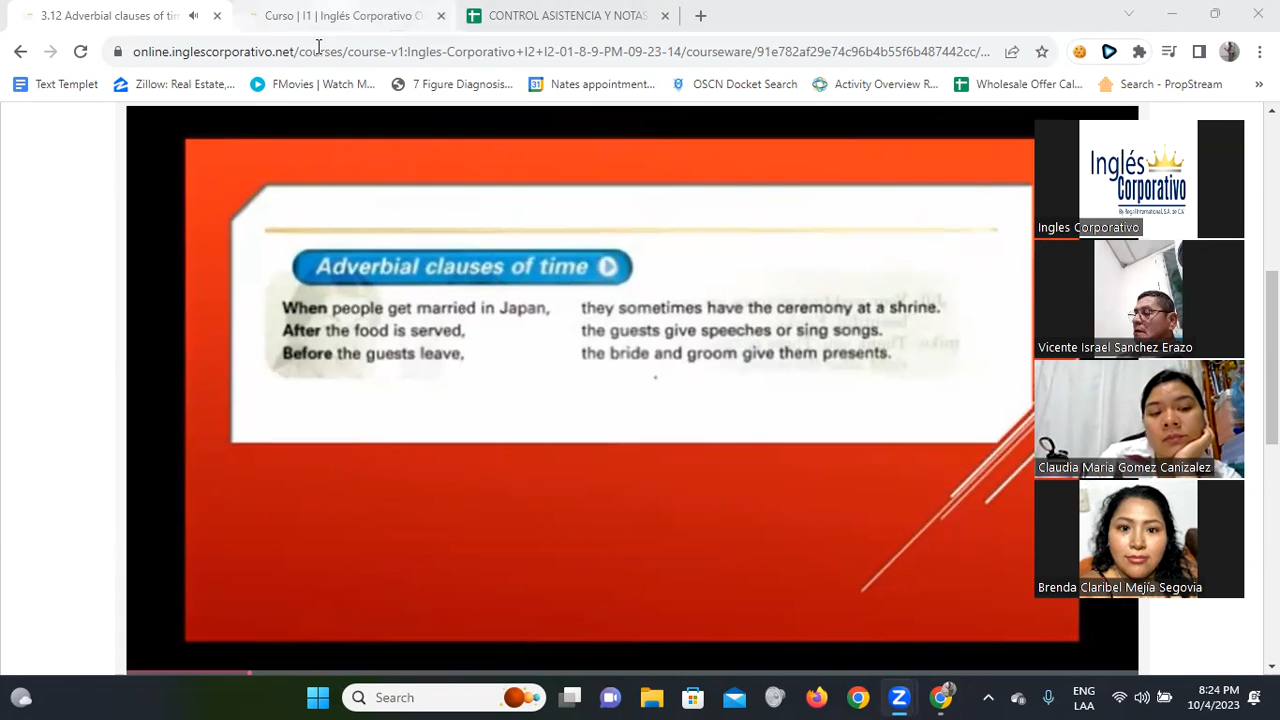 3.12 Adverbial clauses of tim
Curso | I1 | Inglés Corporativo O
CONTROL ASISTENCIA Y NOTAS
online.inglescorporativo.net/courses/course-v1:Ingles-Corporativo+I2+I2-01-8-9-PM-09-23-14/courseware/91e782af29e74c96b4b55f6b487442cc/...
Text Templet
Zillow: Real Estate,...
FMovies | Watch M...
7 Figure Diagnosis...
31
Nates appointment...
OSCN Docket Search
Activity Overview R...
Wholesale Offer Cal...
Search - PropStream
»
Adverbial clauses of time
When people get married in Japan, they sometimes have the ceremony at a shrine.
After the food is served, the guests give speeches or sing songs.
Before the guests leave, the bride and groom give them presents.
Inglés
Corporativo
Ingles Corporativo
Vicente Israel Sanchez Erazo
Claudia Maria Gomez Canizalez
Brenda Claribel Mejía Segovia
Search
ENG
LAA
8:24 PM
10/4/2023